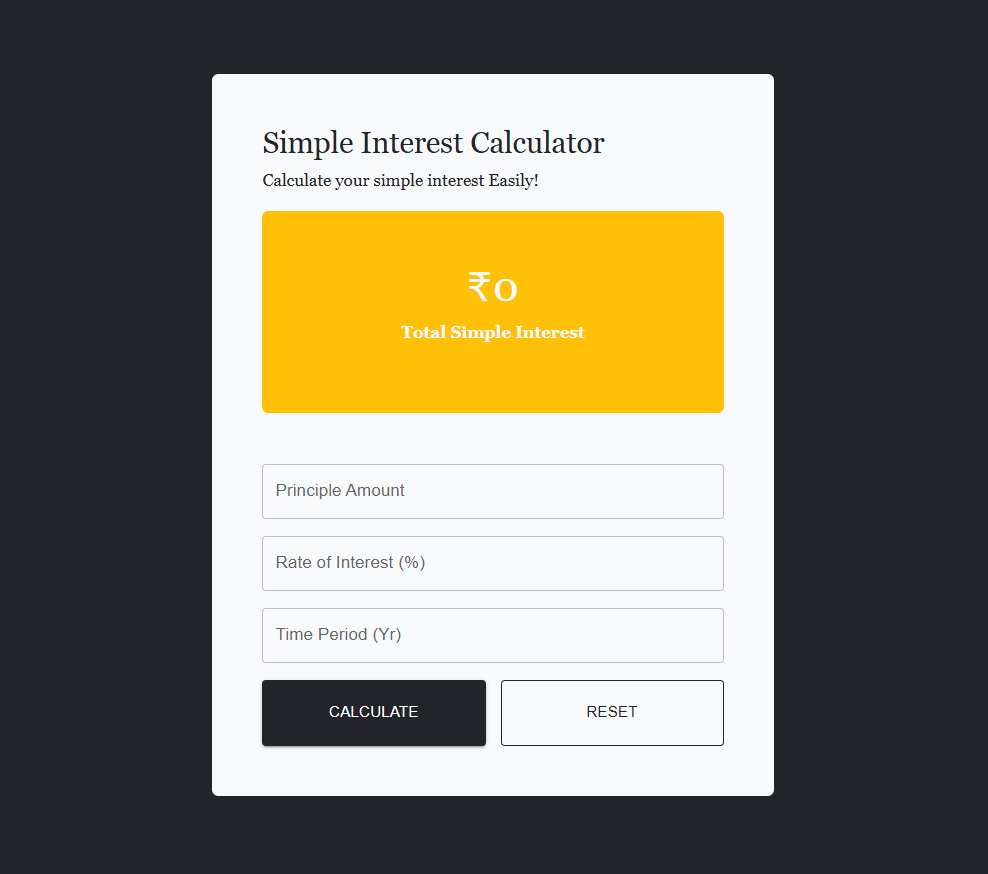 Simple Interest Calculator
Calculate your simple interest Easily!
₹0
Total Simple Interest
Principle Amount
Rate of Interest (%)
Time Period (Yr)
CALCULATE
RESET